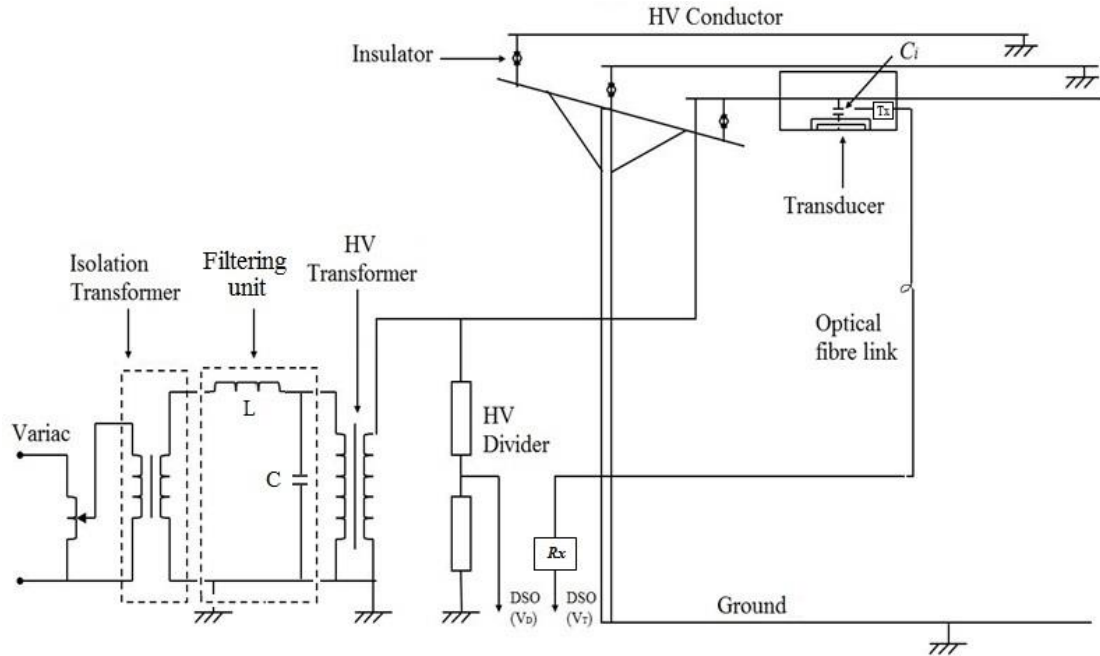 HV Conductor
Insulator
Ci
Tx
Transducer
HV
Transformer
Isolation
Transformer
Filtering
unit
Optical
fibre link
L
HV
Divider
Variac
C
Rx
DSO
(VD)
DSO
(VT)
Ground